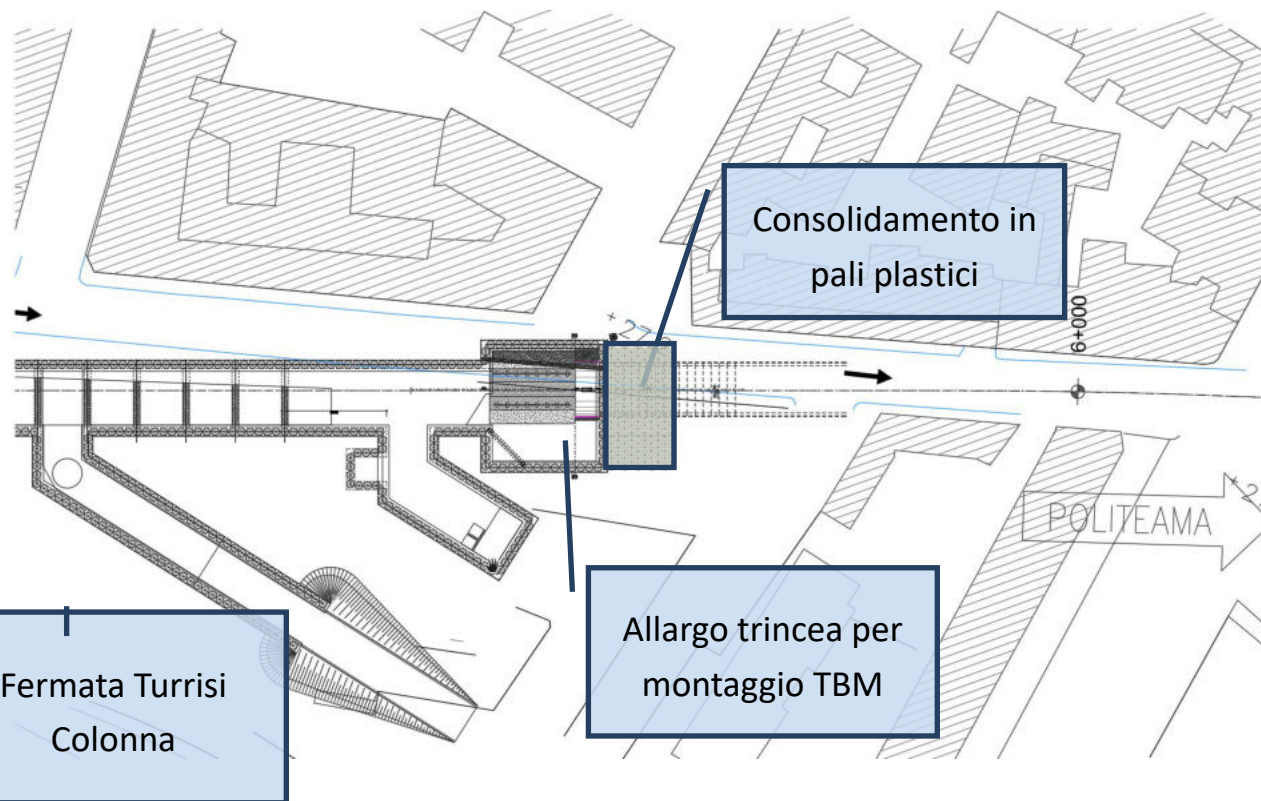 Consolidamento in
pali plastici
6+000
POLITEAMA
Allargo trincea per
montaggio TBM
Fermata Turrisi
Colonna